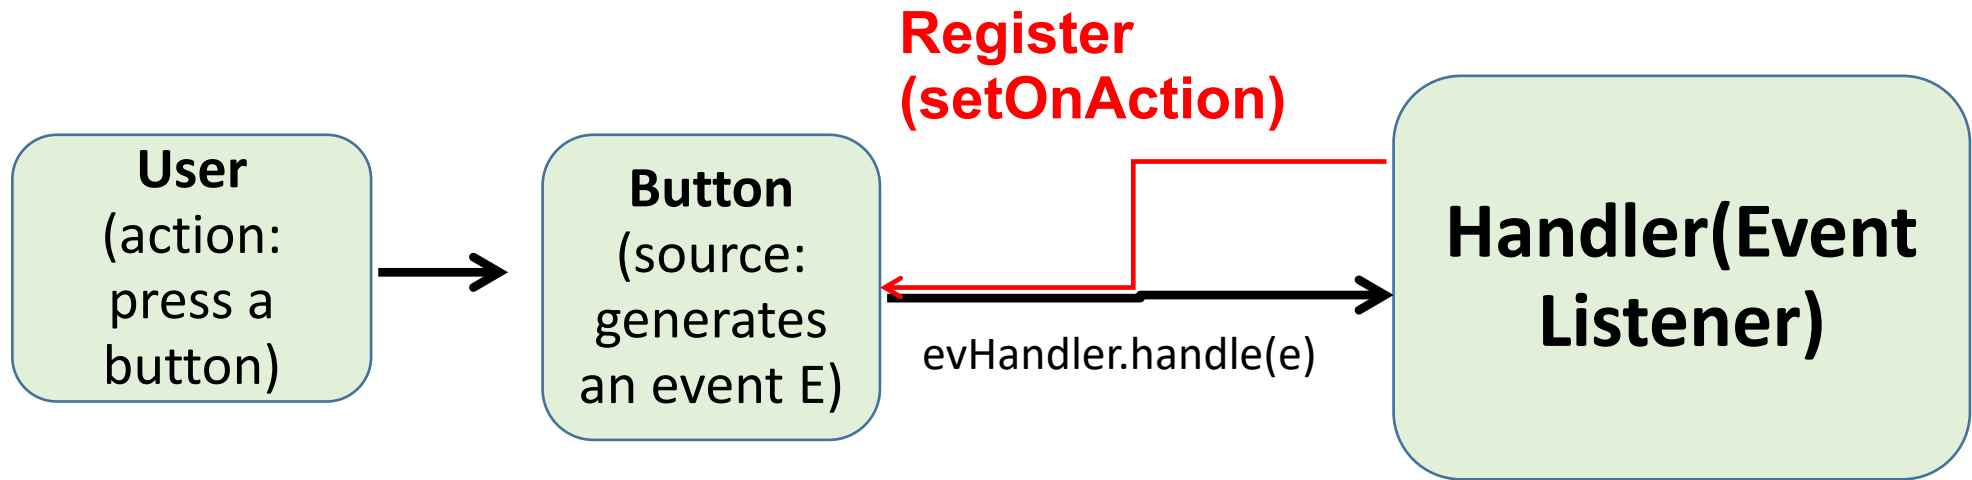 Register
(setOnAction)
User
(action:
press a
button)
Button
(source:
generates
an event E)
evHandler.handle(e)
Handler(Event
Listener)